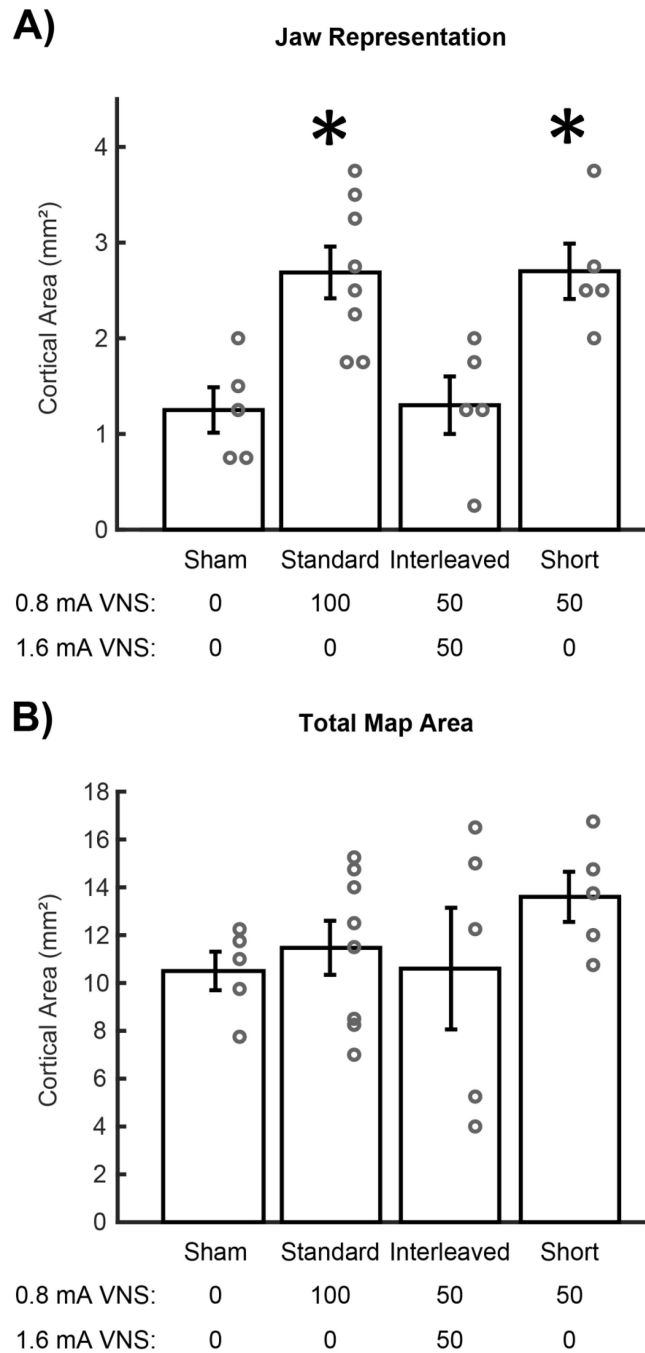 A)
Jaw Representation
Cortical Area (mm²)
4
3
2
1
0
*
*
Sham Standard Interleaved Short
0.8 mA VNS: 0 100 50 50
1.6 mA VNS: 0 0 50 0
B)
Total Map Area
Cortical Area (mm²)
18
16
14
12
10
8
6
4
2
0
Sham Standard Interleaved Short
0.8 mA VNS: 0 100 50 50
1.6 mA VNS: 0 0 50 0